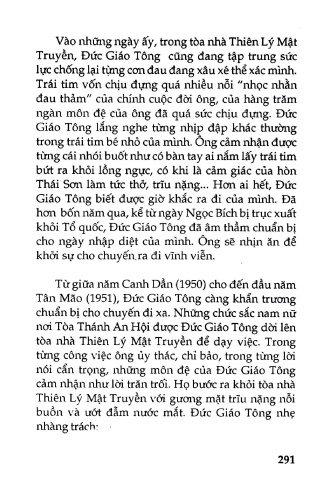 Vào những ngày ấy, trong tòa nhà Thiên Lý Mật
Truyền, Đức Giáo Tông cũng đang tập trung sức
lực chống lại từng cơn đau đang xâu xé thể xác mình.
Trái tim vốn chịu đựng quá nhiều nỗi "nhọc nhằn
đau thảm" của chính cuộc đời ông, của hàng trăm
ngàn môn đệ của ông đã quá sức chịu đựng. Đức
Giáo Tông lắng nghe từng nhịp đập khác thường
trong trái tim bé nhỏ của mình. Ông cảm nhận được
từng cái nhói buốt như có bàn tay ai nắm lấy trái tim
bứt ra khỏi lồng ngực, có khi là cảm giác của hòn
Thái Sơn làm tức thở, trĩu nặng... Hơn ai hết, Đức
Giáo Tông biết được giờ khắc ra đi của mình. Đã
hơn bốn năm qua, kể từ ngày Ngọc Bích bị trục xuất
khỏi Tổ quốc, Đức Giáo Tông đã âm thầm chuẩn bị
cho ngày nhập diệt của mình. Ông sẽ nhịn ăn để
khởi sự cho chuyến ra đi vĩnh viễn.
Từ giữa năm Canh Dần (1950) cho đến đầu năm
Tân Mão (1951), Đức Giáo Tông càng khẩn trương
chuẩn bị cho chuyến đi xa. Những chức sắc nam nữ
nơi Tòa Thánh An Hội được Đức Giáo Tông dời lên
tòa nhà Thiên Lý Mật Truyền để dạy việc. Trong
từng công việc ông ủy thác, chỉ bảo, trong từng lời
nói cẩn trọng, những môn đệ của Đức Giáo Tông
cảm nhận như lời trăn trối. Họ bước ra khỏi tòa nhà
Thiên Lý Mật Truyền với gương mặt trĩu nặng nỗi
buồn và ướt đẫm nước mắt. Đức Giáo Tông nhẹ
nhàng trách:
291